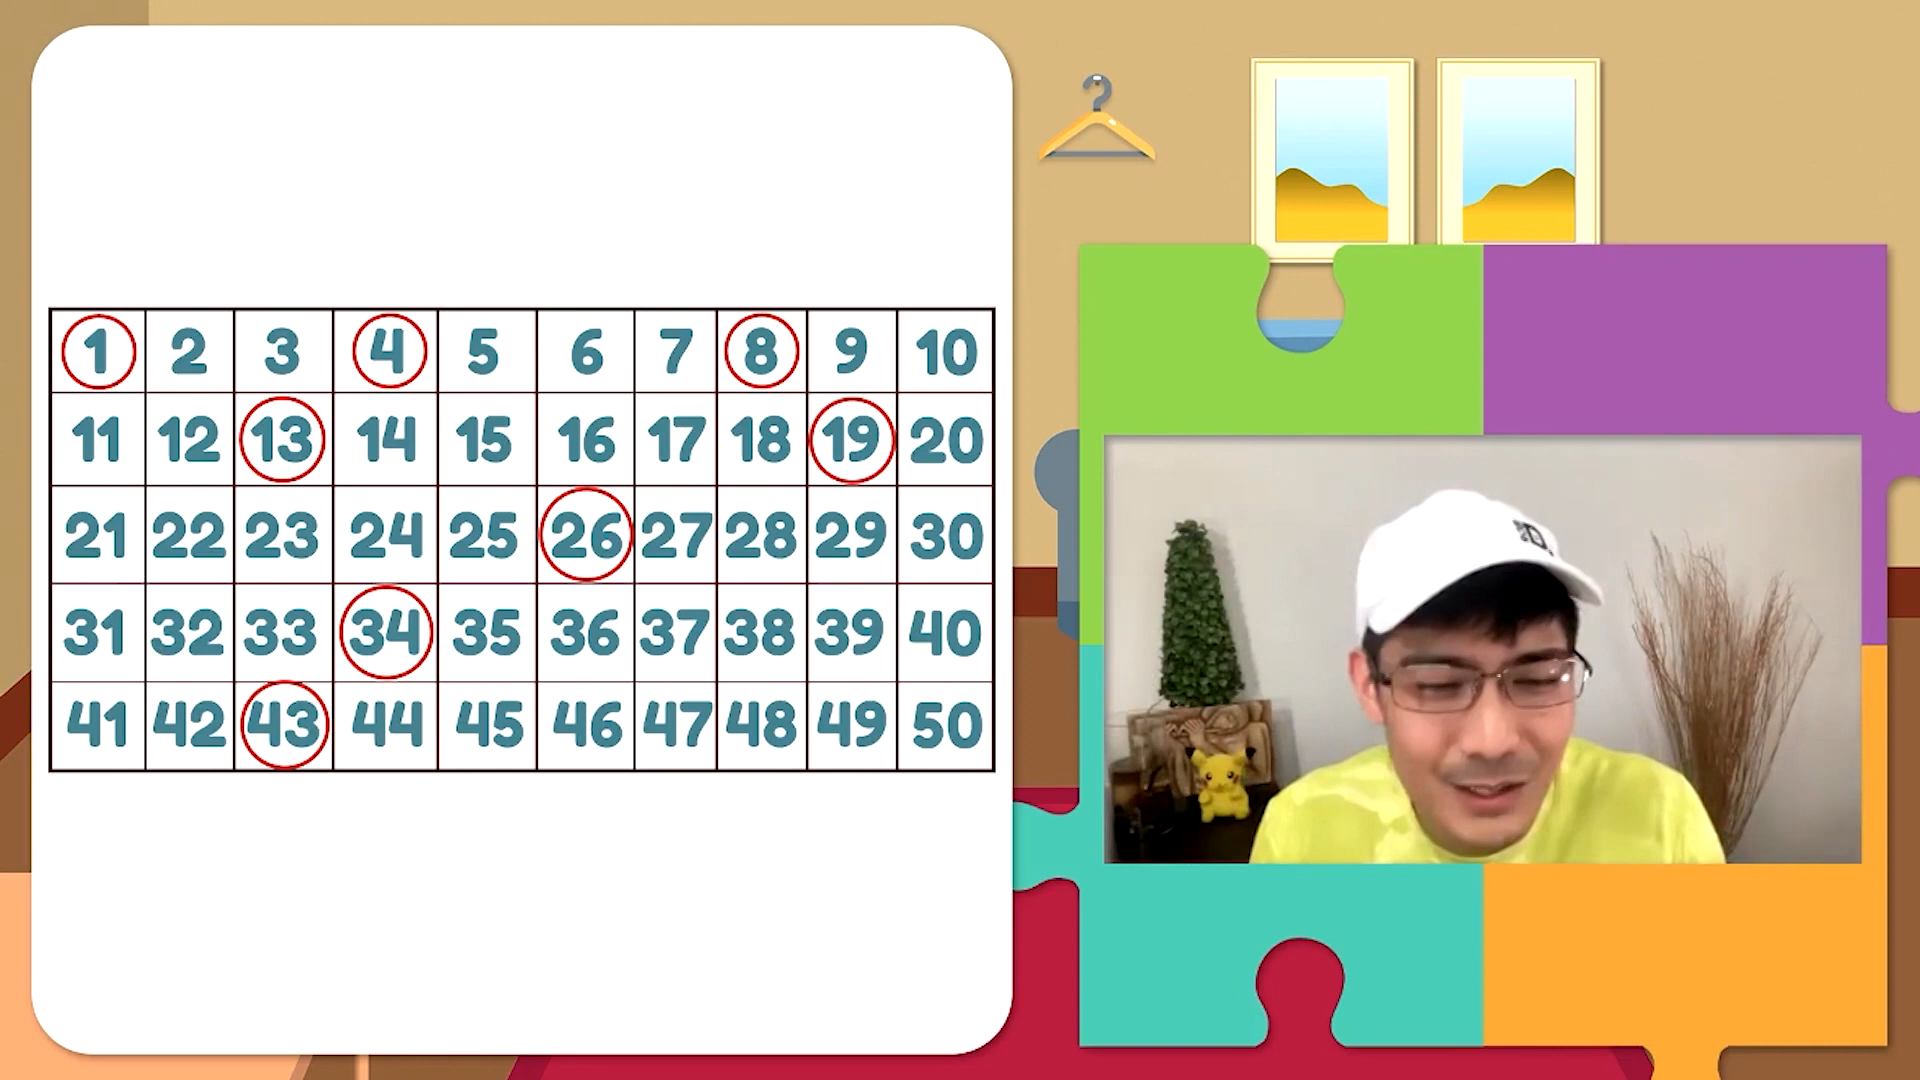 1 2 3 4 5 6 7 8 9 10
11 12 13 14 15 16 17 18 19 20
21 22 23 24 25 26 27 28 29 30
31 32 33 34 35 36 37 38 39 40
41 42 43 44 45 46 47 48 49 50
D